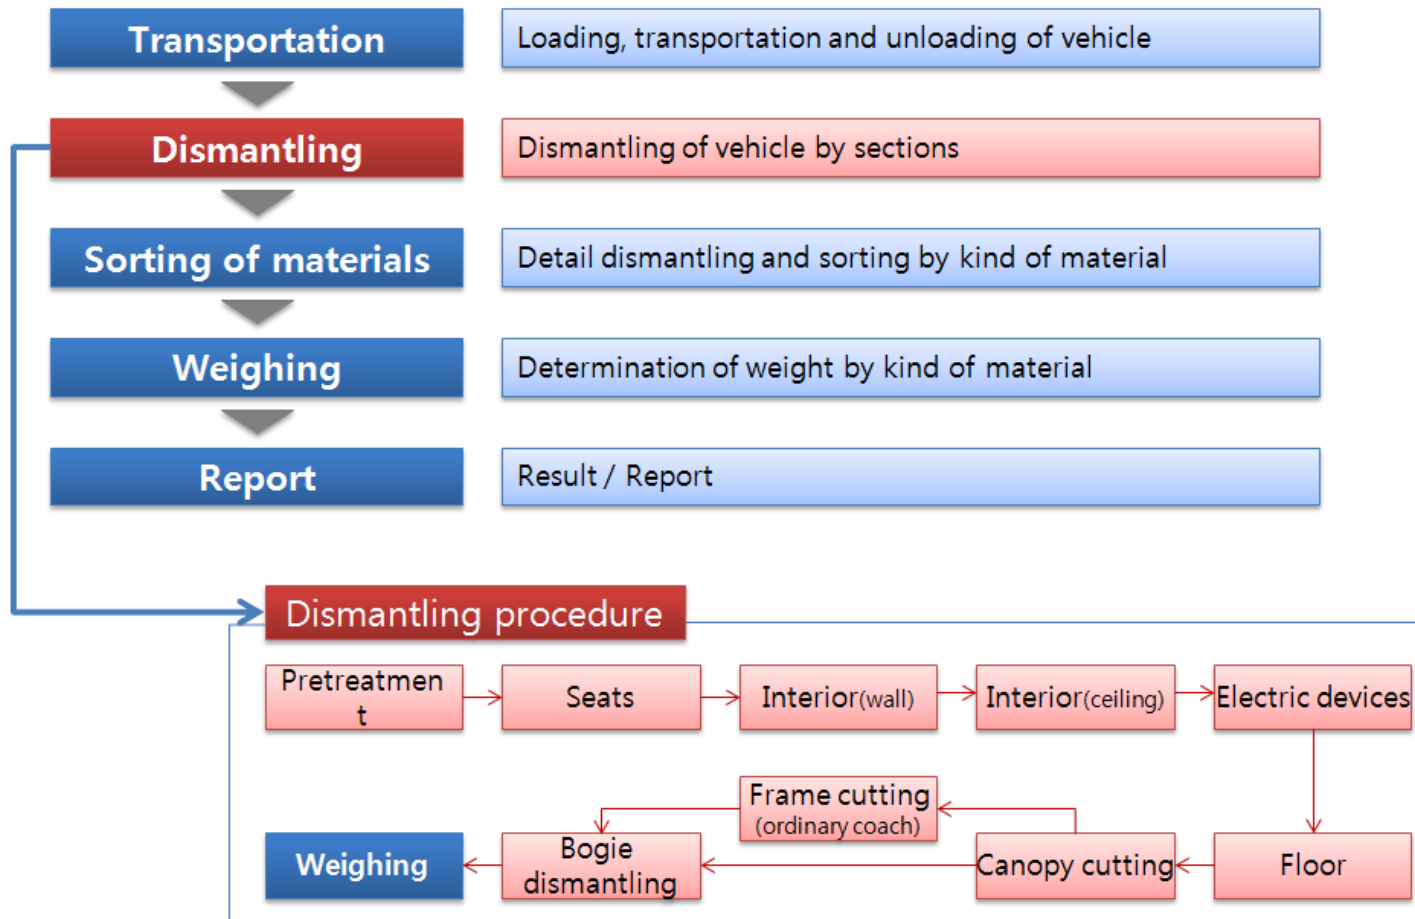 Transportation
Loading, transportation and unloading of vehicle
Dismantling
Dismantling of vehicle by sections
Sorting of materials
Detail dismantling and sorting by kind of material
Weighing
Determination of weight by kind of material
Report
Result / Report
Dismantling procedure
Pretreatmen
t
Seats
Interior(wall)
Interior(ceiling)
Electric devices
Frame cutting
(ordinary coach)
Weighing
Bogie
dismantling
Canopy cutting
Floor